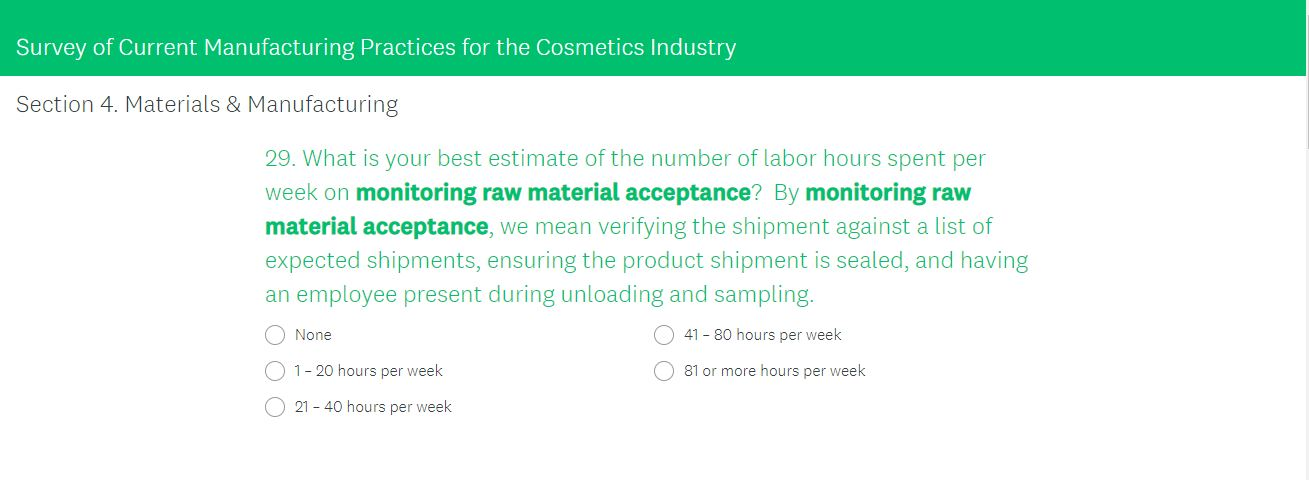 Survey of Current Manufacturing Practices for the Cosmetics Industry
Section 4. Materials & Manufacturing
29. What is your best estimate of the number of labor hours spent per
week on monitoring raw material acceptance?  By monitoring raw
material acceptance, we mean verifying the shipment against a list of
expected shipments, ensuring the product shipment is sealed, and having
an employee present during unloading and sampling.
None
1 – 20 hours per week
21 – 40 hours per week
41 – 80 hours per week
81 or more hours per week